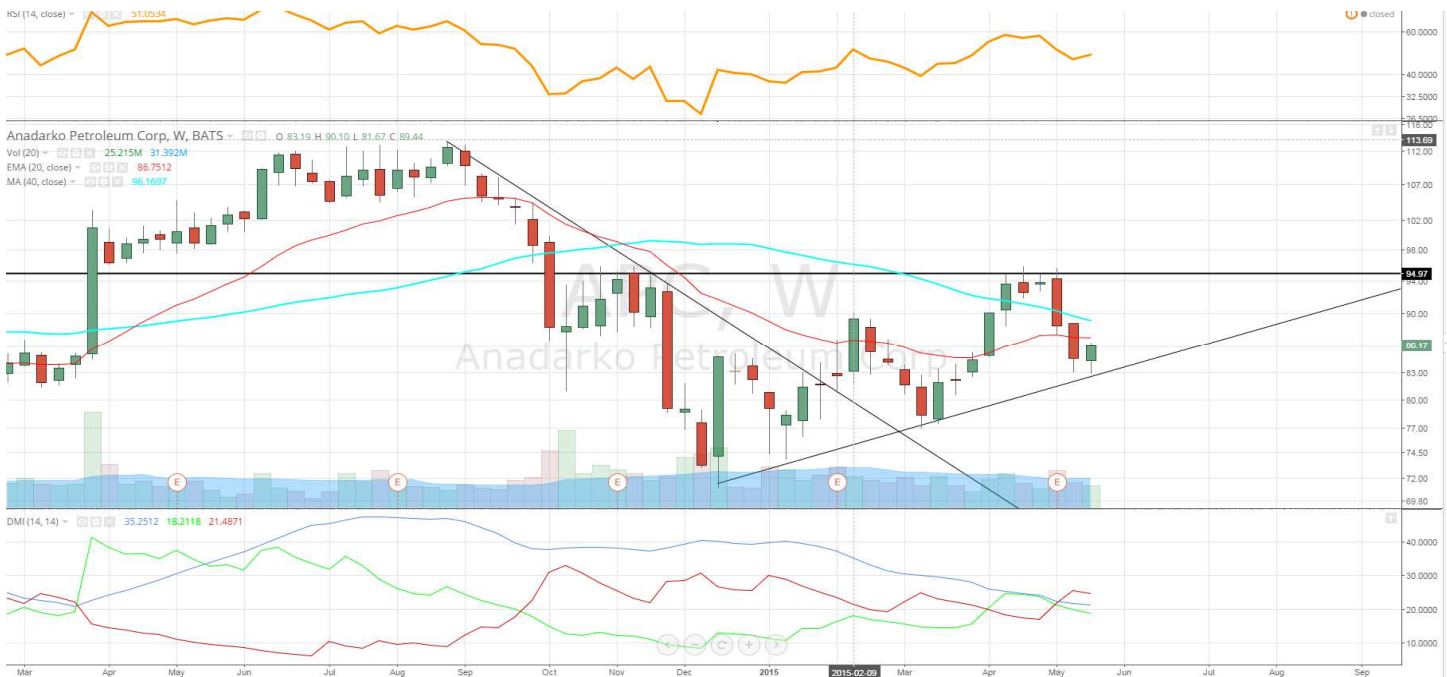 RSI (14, close) 51.0534
closed
60.0000
40.0000
32.5000
26.5000
Anadarko Petroleum Corp, W, BATS O 83.19 H 90.10 L 81.67 C 89.44
116.00
113.69
Vol (20) 25.215M 31.392M
112.00
EMA (20, close) 86.7512
MA (40, close) 96.1697
107.00
102.00
98.00
APC, W
94.97
94.00
90.00
Anadarko Petroleum Corp
86.17
83.00
80.00
77.00
74.50
72.00
E E E E E
69.80
DMI (14, 14) 35.2512 18.2118 21.4871
40.0000
30.0000
20.0000
10.0000
Mar Apr May Jun Jul Aug Sep Oct Nov Dec 2015 2015-02-09 Mar Apr May Jun Jul Aug Sep